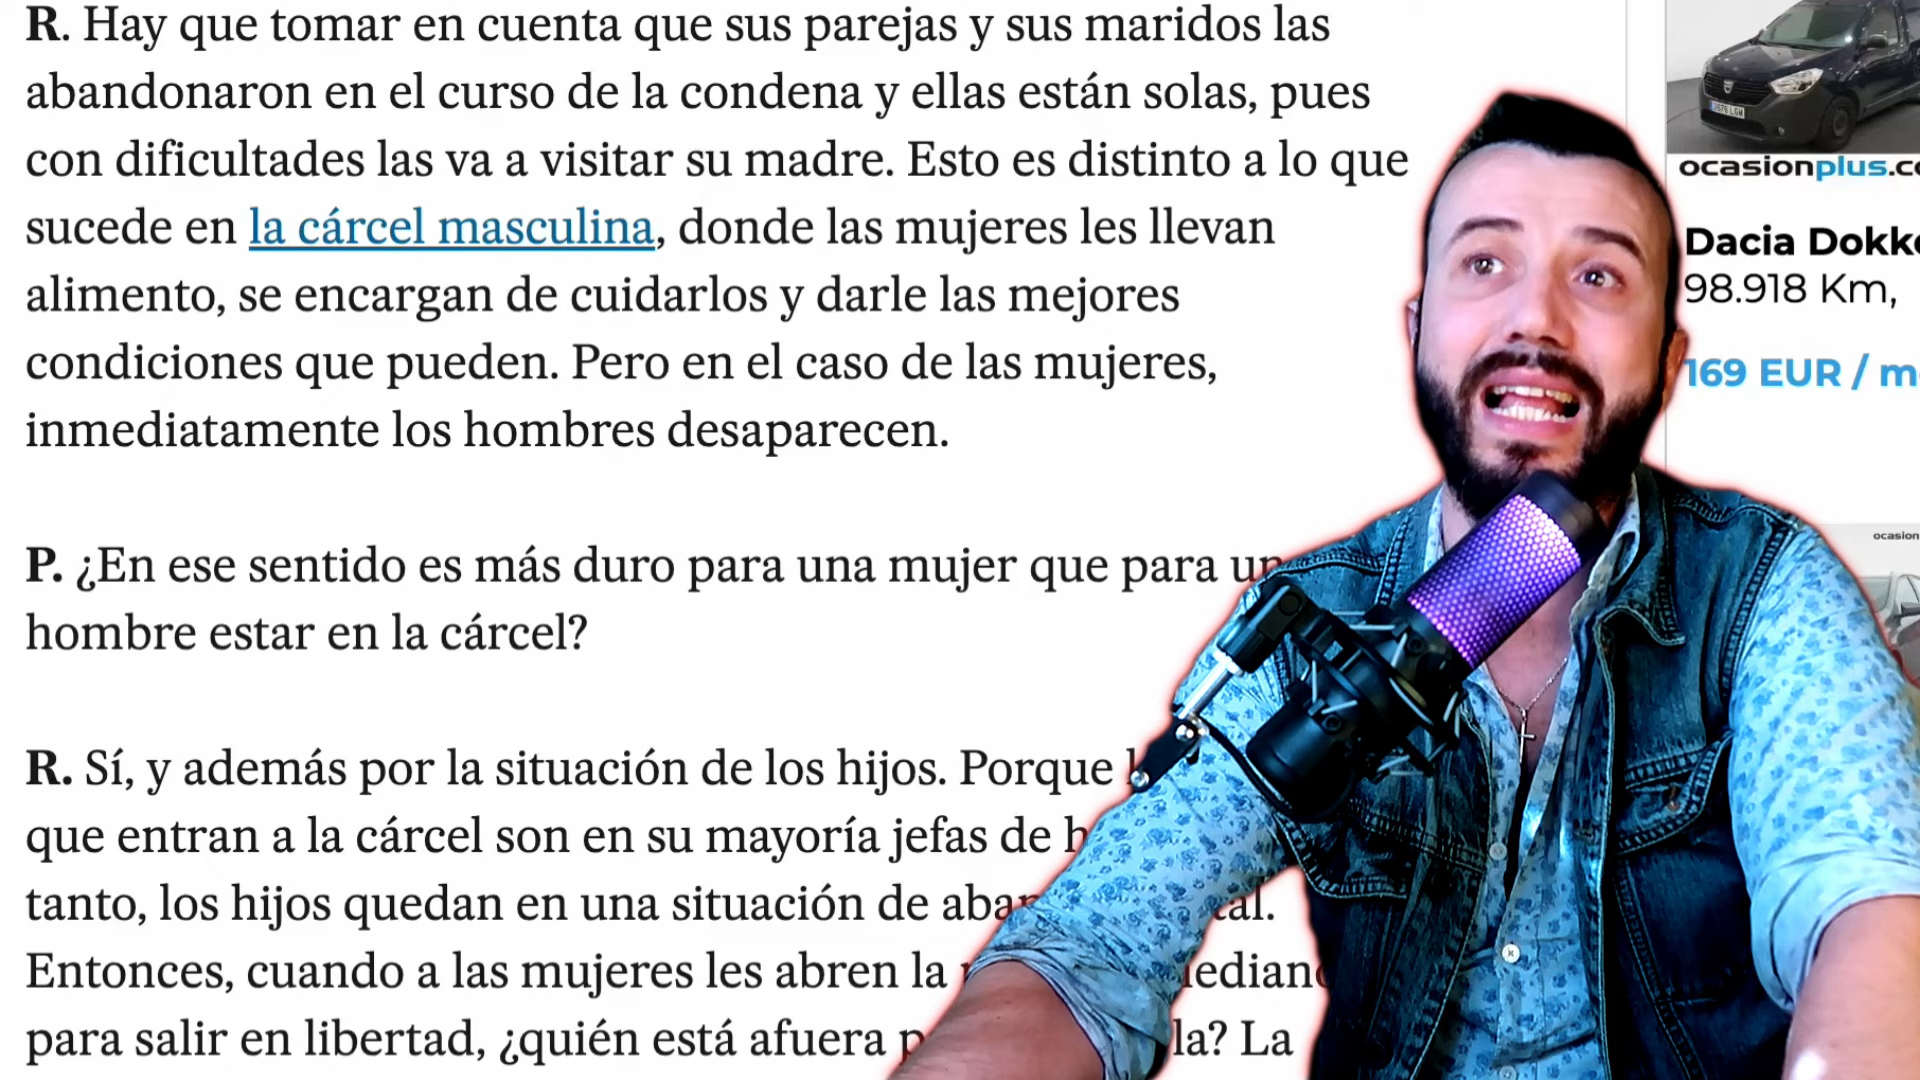 R. Hay que tomar en cuenta que sus parejas y sus maridos las
abandonaron en el curso de la condena y ellas están solas, pues
con dificultades las va a visitar su madre. Esto es distinto a lo que
sucede en la cárcel masculina, donde las mujeres les llevan
alimento, se encargan de cuidarlos y darle las mejores
condiciones que pueden. Pero en el caso de las mujeres,
inmediatamente los hombres desaparecen.
P. ¿En ese sentido es más duro para una mujer que para un
hombre estar en la cárcel?
R. Sí, y además por la situación de los hijos. Porque
que entran a la cárcel son en su mayoría jefas de
tanto, los hijos quedan en una situación de
Entonces, cuando a las mujeres les abren la
para salir en libertad, ¿quién está afuera la? La
ocasionplus.co
Dacia Dokke
98.918 Km,
169 EUR / m
ocasion